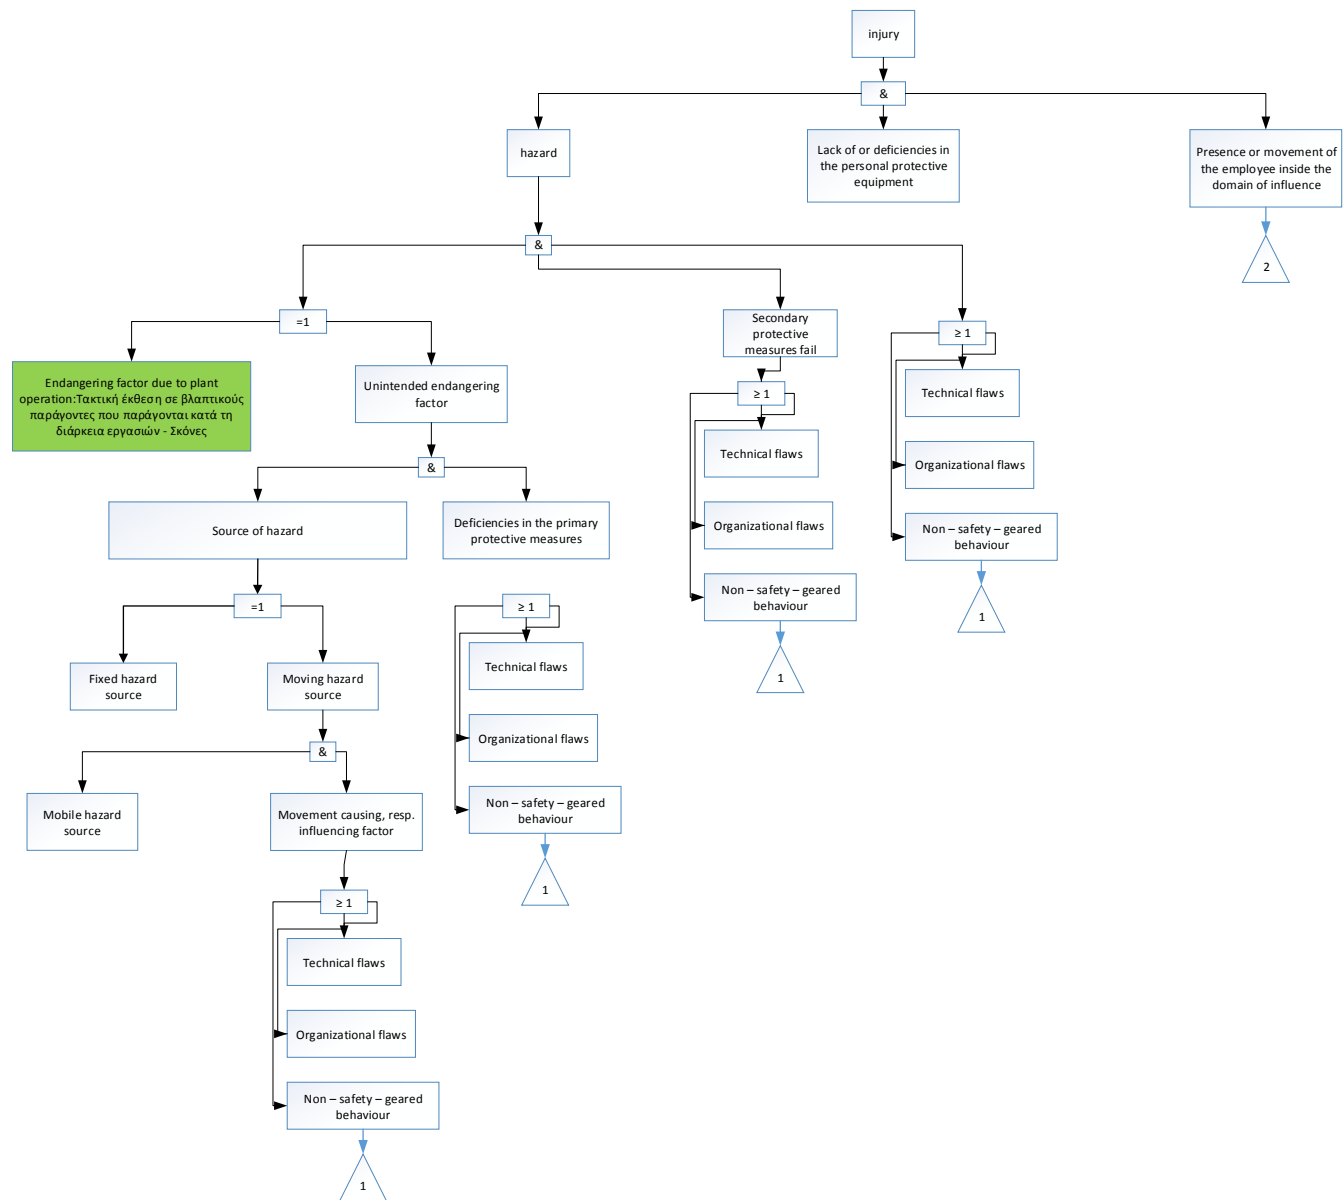 injury
&
hazard
Lack of or deficiencies in
the personal protective
equipment
Presence or movement of
the employee inside the
domain of influence
2
&
=1
Secondary
protective
measures fail
≥ 1
Endangering factor due to plant
operation:Τακτική έκθεση σε βλαπτικούς
παράγοντες που παράγονται κατά τη
διάρκεια εργασιών - Σκόνες
Unintended endangering
factor
≥ 1
Technical flaws
Technical flaws
Organizational flaws
Organizational flaws
Non – safety – geared
behaviour
Non – safety – geared
behaviour
1
1
&
Source of hazard
Deficiencies in the primary
protective measures
=1
≥ 1
Fixed hazard
source
Moving hazard
source
Technical flaws
Organizational flaws
&
Mobile hazard
source
Movement causing, resp.
influencing factor
Non – safety – geared
behaviour
1
≥ 1
Technical flaws
Organizational flaws
Non – safety – geared
behaviour
1